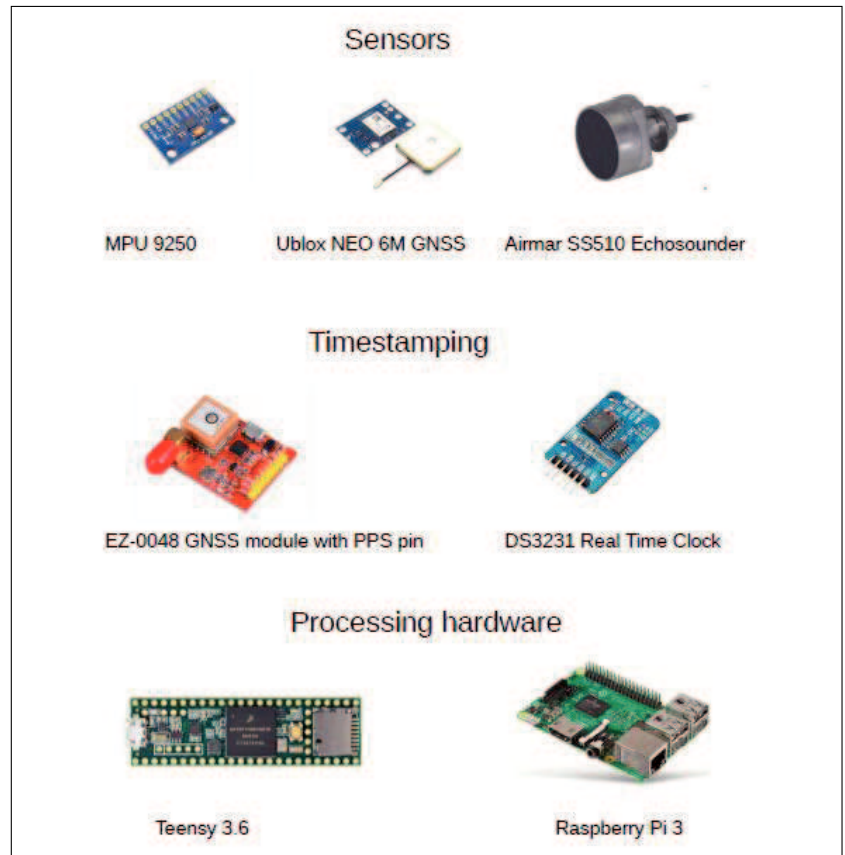 Sensors
MPU 9250
Ublox NEO 6M GNSS
Airmar SS510 Echosounder
Timestamping
EZ-0048 GNSS module with PPS pin
DS3231 Real Time Clock
Processing hardware
Teensy 3.6
Raspberry Pi 3